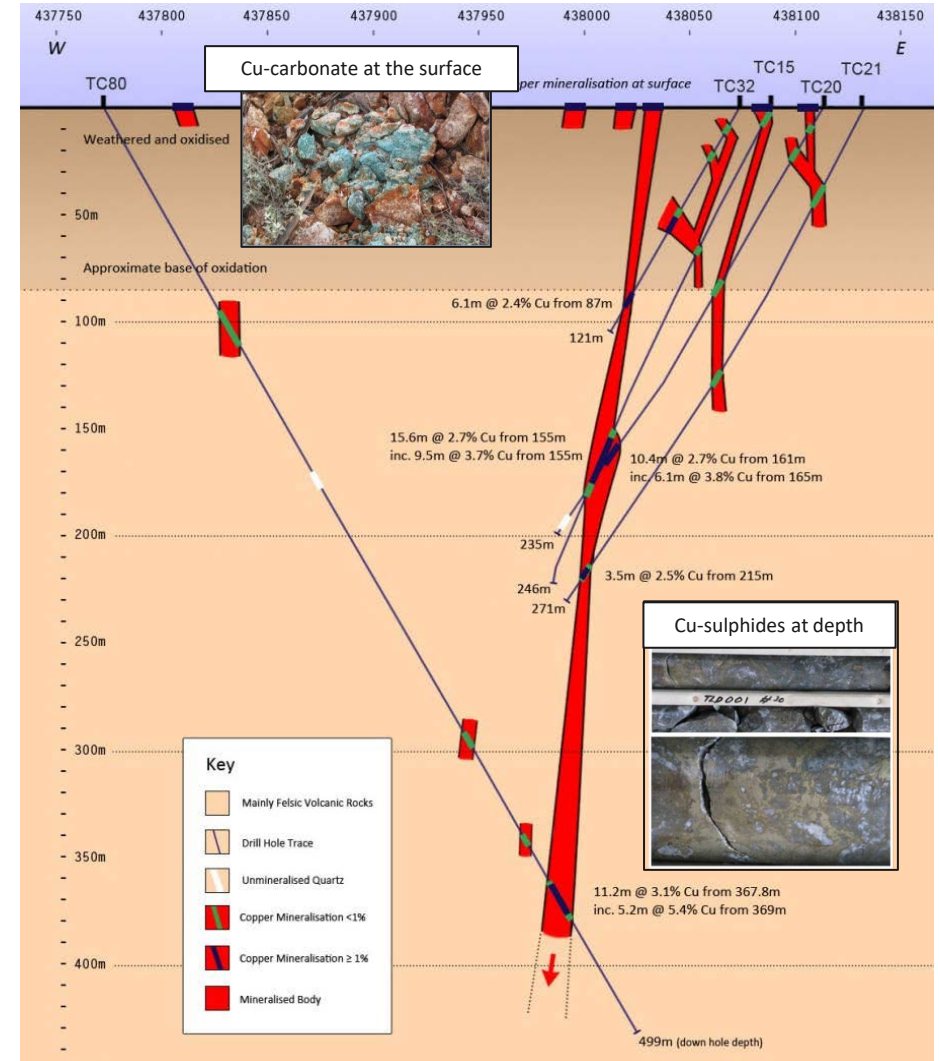 437750 437800 437850 437900 437950 438000 438050 438100 438150
W
E
Cu-carbonate at the surface
per mineralisation at surface
TC80
TC32
TC15
TC20
TC21
Weathered and oxidised
50m
Approximate base of oxidation
6.1m @ 2.4% Cu from 87m
100m
121m
150m
15.6m @ 2.7% Cu from 155m
inc. 9.5m @ 3.7% Cu from 155m
10.4m @ 2.7% Cu from 161m
inc. 6.1m @ 3.8% Cu from 165m
200m
235m
246m
271m
3.5m @ 2.5% Cu from 215m
250m
Cu-sulphides at depth
300m
350m
400m
Key
Mainly Felsic Volcanic Rocks
Drill Hole Trace
Unmineralised Quartz
Copper Mineralisation <1%
Copper Mineralisation ≥ 1%
Mineralised Body
11.2m @ 3.1% Cu from 367.8m
inc. 5.2m @ 5.4% Cu from 369m
499m (down hole depth)